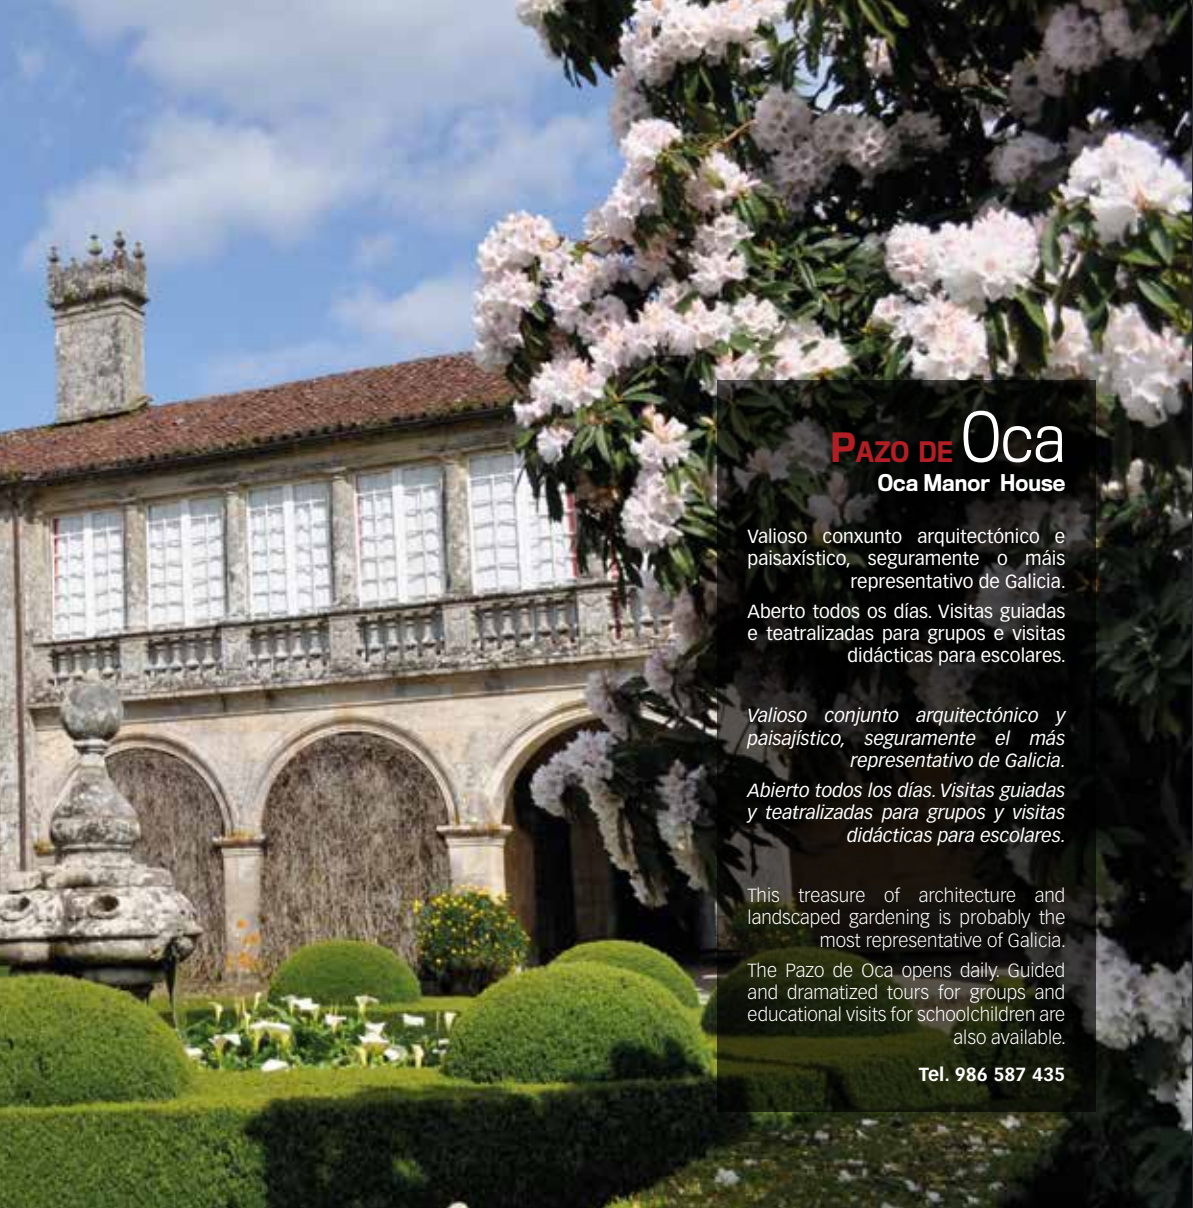 PAZO DE Oca
Oca Manor House
Valioso conxunto arquitectónico e
paisaxístico, seguramente o máis
representativo de Galicia.
Aberto todos os días. Visitas guiadas
e teatralizadas para grupos e visitas
didácticas para escolares.
Valioso conjunto arquitectónico y
paisajístico, seguramente el más
representativo de Galicia.
Abierto todos los días. Visitas guiadas
y teatralizadas para grupos y visitas
didácticas para escolares.
This treasure of architecture and
landscaped gardening is probably the
most representative of Galicia.
The Pazo de Oca opens daily. Guided
and dramatized tours for groups and
educational visits for schoolchildren are
also available.
Tel. 986 587 435